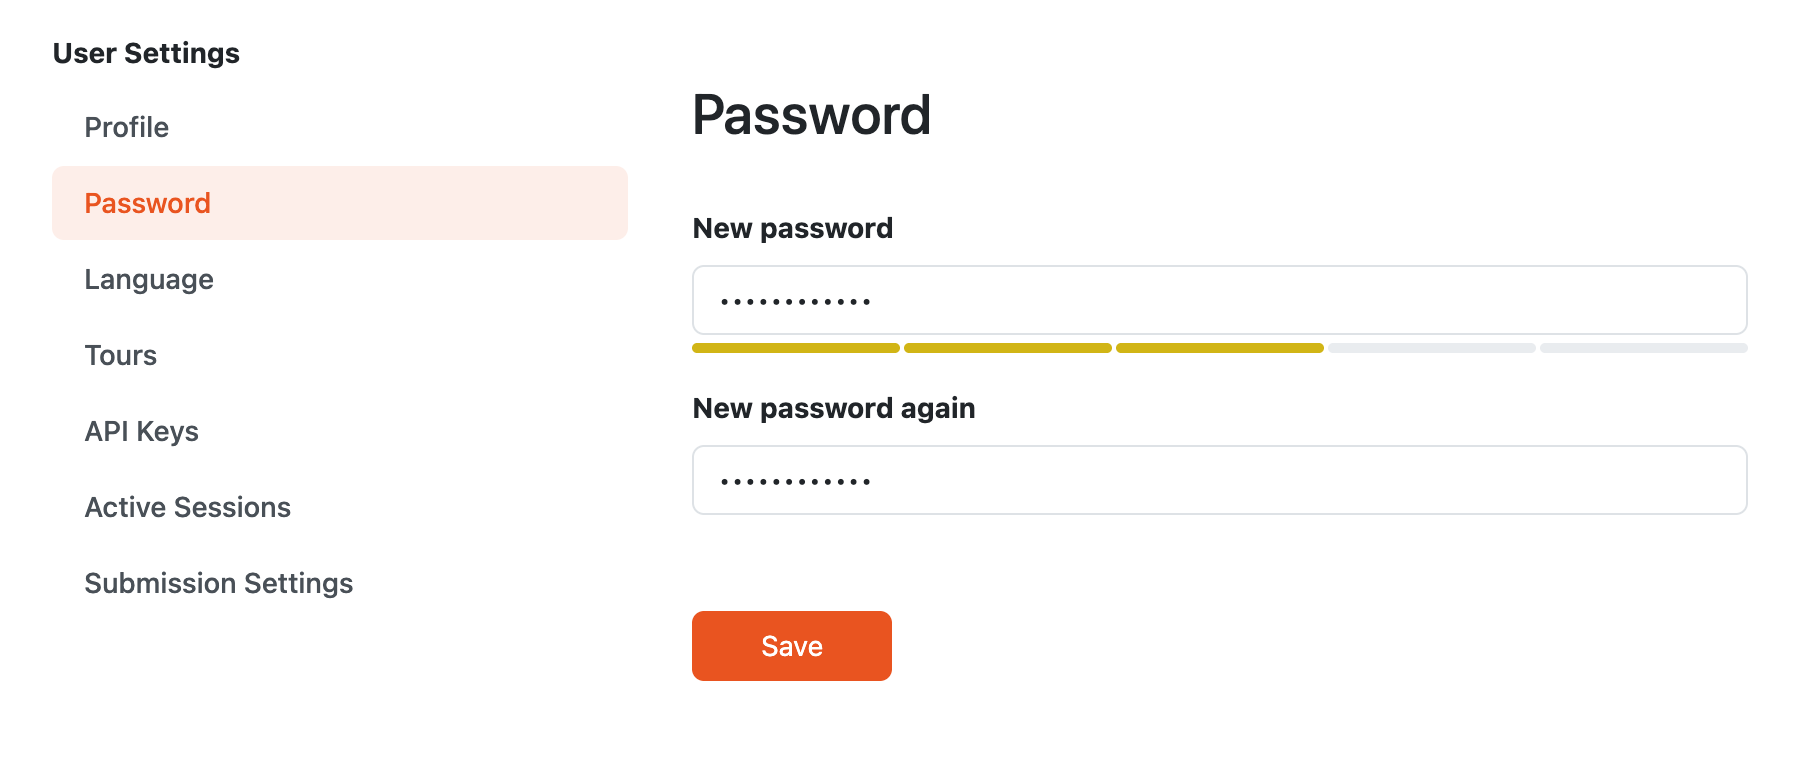 User Settings
Profile
Password
Language
Tours
API Keys
Active Sessions
Submission Settings
Password
New password
••••••••••••
New password again
••••••••••••
Save